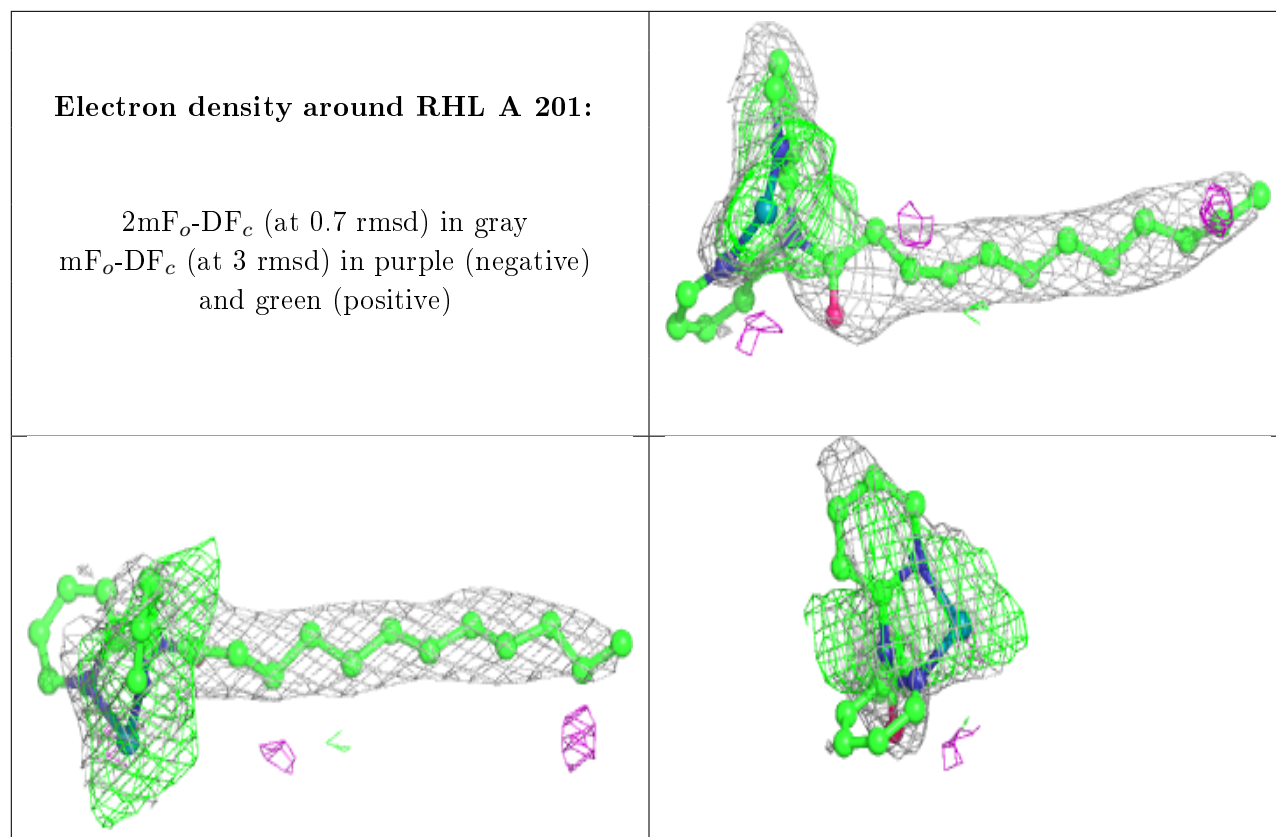 Electron density around RHL A 201:
2mFₒ-DF𝒸 (at 0.7 rmsd) in gray
mFₒ-DF𝒸 (at 3 rmsd) in purple (negative)
and green (positive)